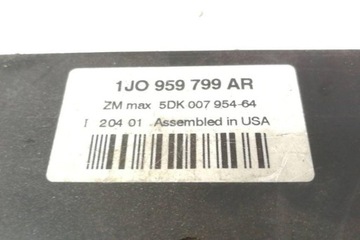 1JO 959 799 AR
ZM max 5DK 007 954-64
I 204 01 Assembled in USA